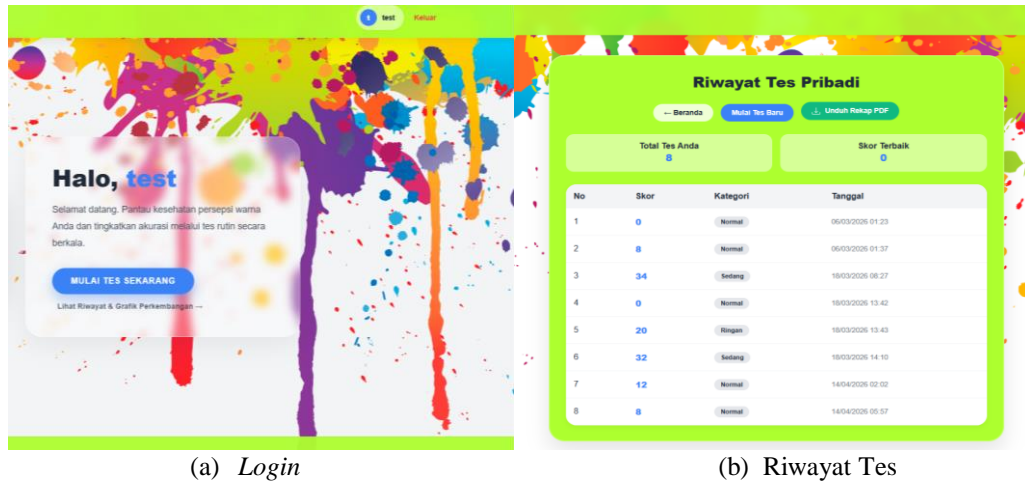 t test Keluar
Halo, test
Selamat datang. Pantau kesehatan persepsi warna
Anda dan tingkatkan akurasi melalui tes rutin secara
berkala.
MULAI TES SEKARANG
Lihat Riwayat & Grafik Perkembangan →
(a) Login
Riwayat Tes Pribadi
← Beranda Mulai Tes Baru Unduh Rekap PDF
Total Tes Anda Skor Terbaik
8 0
No Skor Kategori Tanggal
1 0 Normal 06/03/2026 01:23
2 8 Normal 06/03/2026 01:37
3 34 Sedang 18/03/2026 08:27
4 0 Normal 18/03/2026 13:42
5 20 Ringan 18/03/2026 13:43
6 32 Sedang 18/03/2026 14:10
7 12 Normal 14/04/2026 02:02
8 8 Normal 14/04/2026 05:57
(b) Riwayat Tes